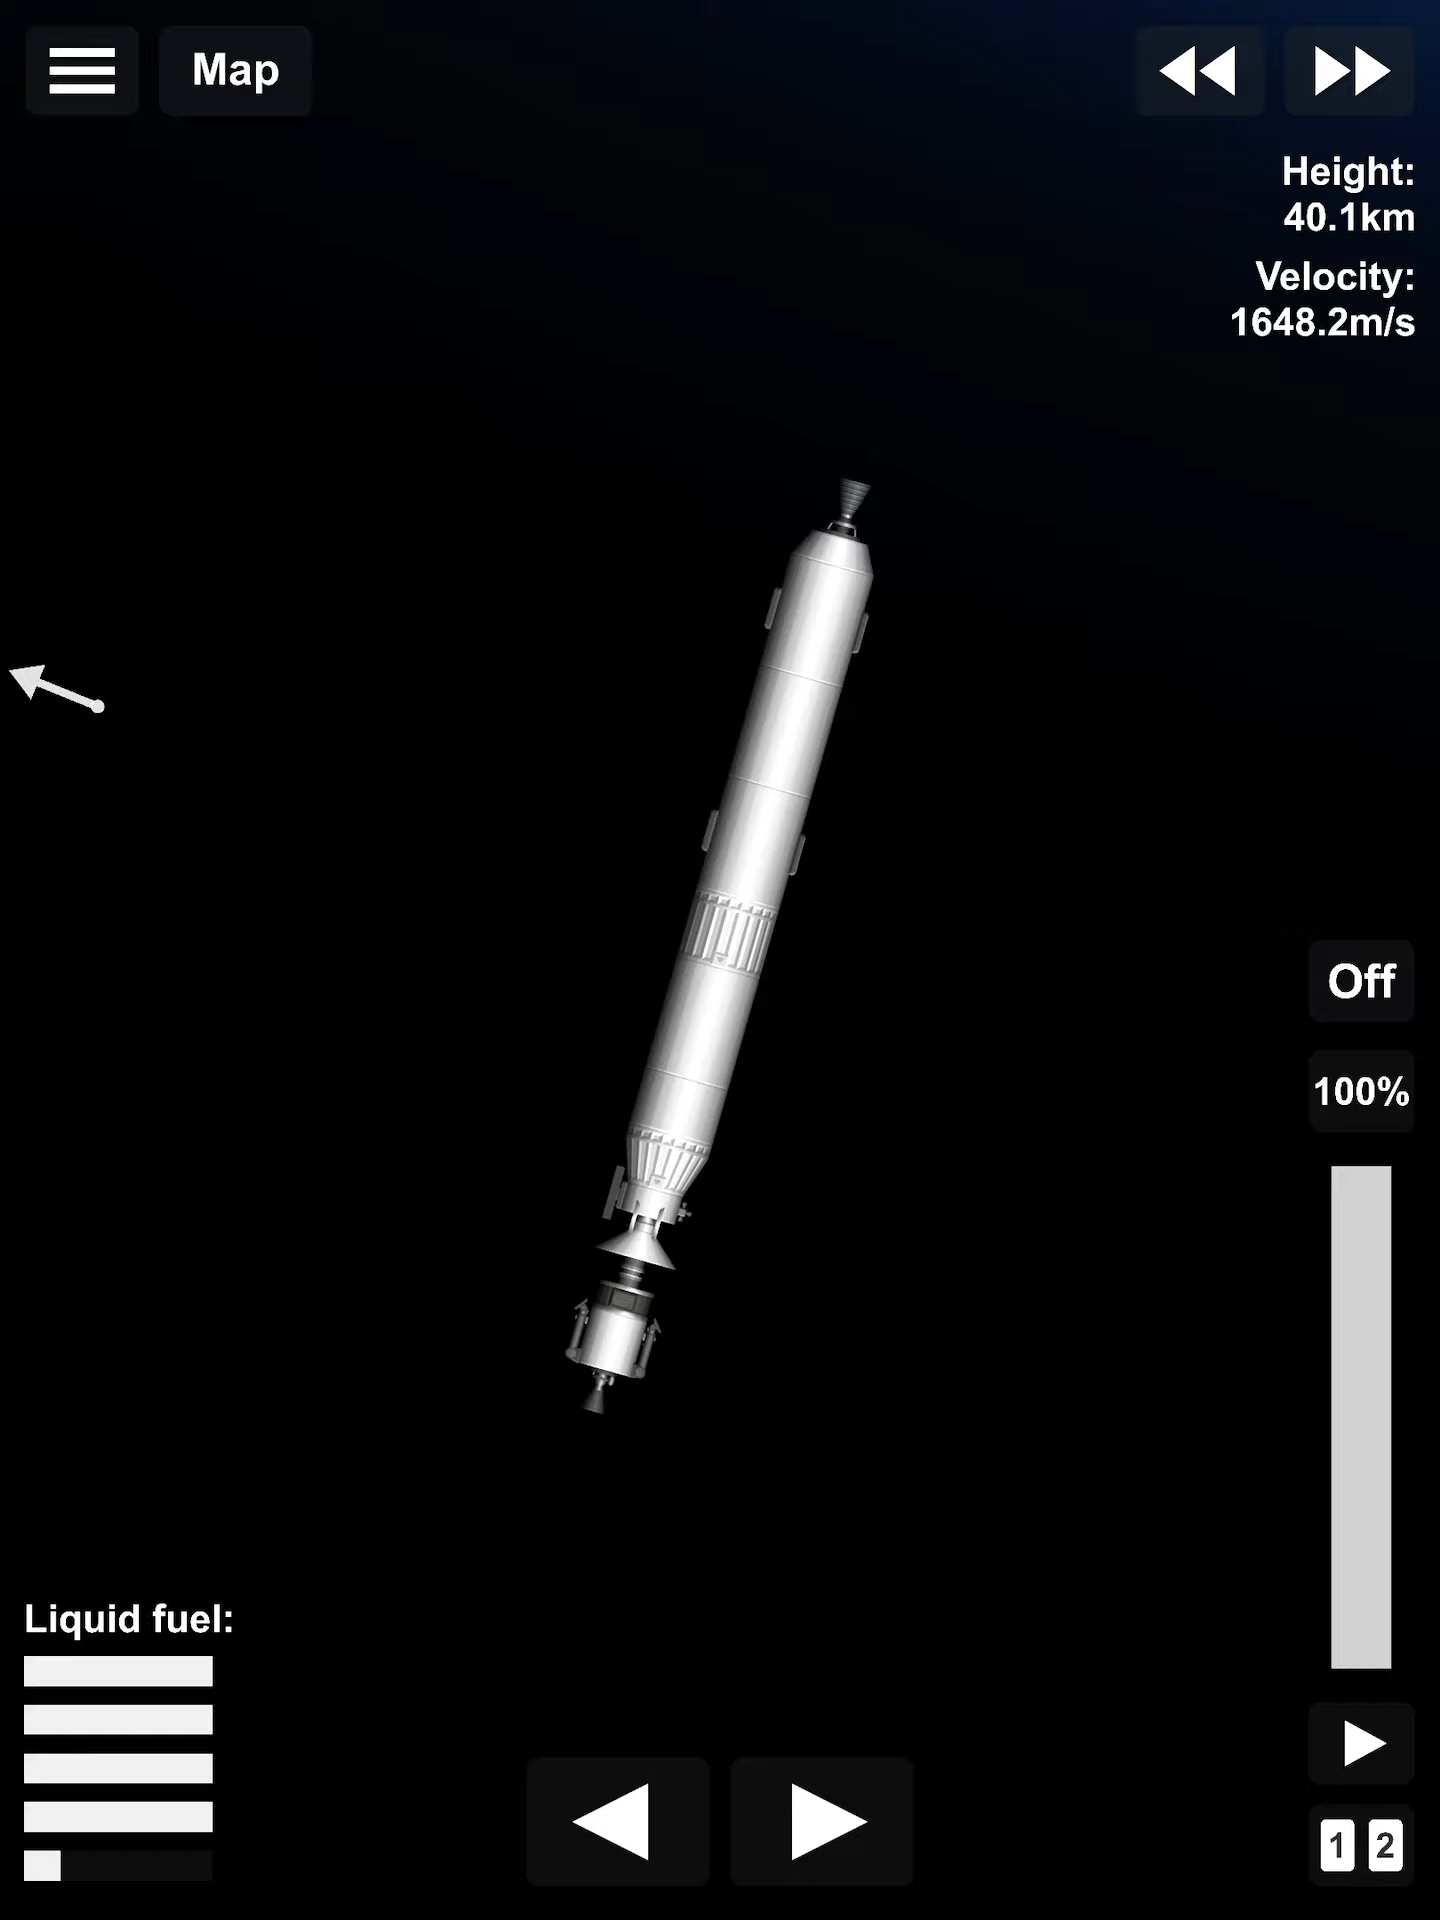 Map
Height:
40.1km
Velocity:
1648.2m/s
Off
100%
Liquid fuel:
1 2